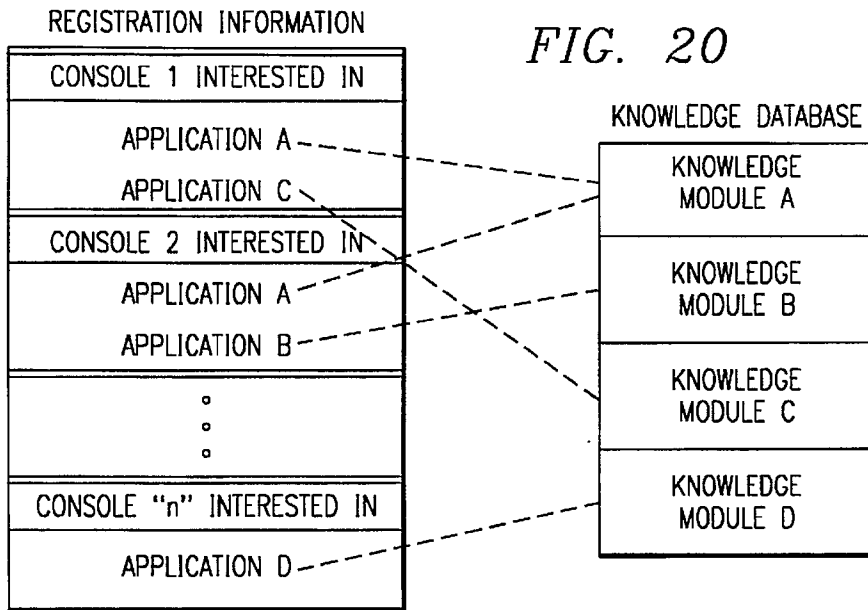 REGISTRATION INFORMATION
CONSOLE 1 INTERESTED IN
APPLICATION A
APPLICATION C
CONSOLE 2 INTERESTED IN
APPLICATION A
APPLICATION B
CONSOLE "n" INTERESTED IN
APPLICATION D
FIG. 20
KNOWLEDGE DATABASE
KNOWLEDGE
MODULE A
KNOWLEDGE
MODULE B
KNOWLEDGE
MODULE C
KNOWLEDGE
MODULE D